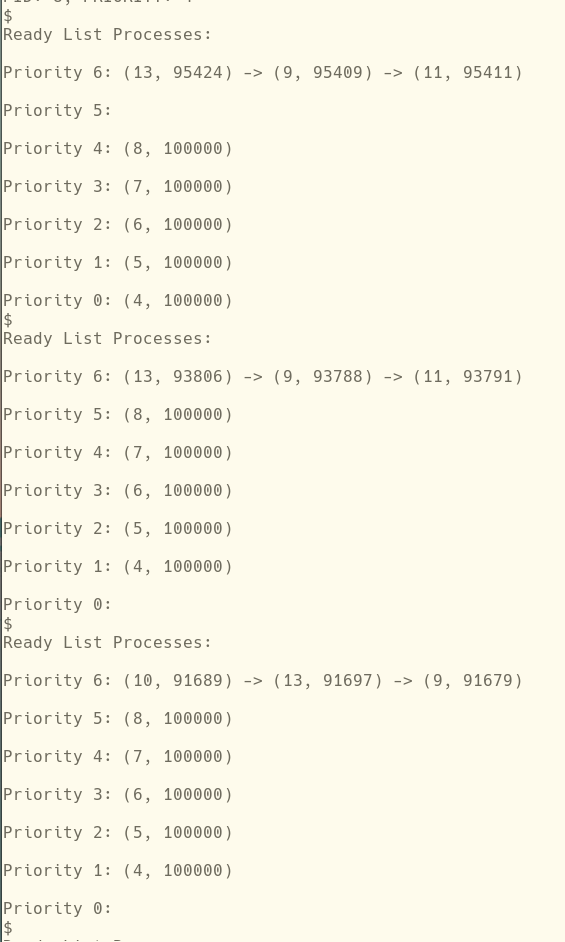 $
Ready List Processes:
Priority 6: (13, 95424) -> (9, 95409) -> (11, 95411)
Priority 5:
Priority 4: (8, 100000)
Priority 3: (7, 100000)
Priority 2: (6, 100000)
Priority 1: (5, 100000)
Priority 0: (4, 100000)
$
Ready List Processes:
Priority 6: (13, 93806) -> (9, 93788) -> (11, 93791)
Priority 5: (8, 100000)
Priority 4: (7, 100000)
Priority 3: (6, 100000)
Priority 2: (5, 100000)
Priority 1: (4, 100000)
Priority 0:
$
Ready List Processes:
Priority 6: (10, 91689) -> (13, 91697) -> (9, 91679)
Priority 5: (8, 100000)
Priority 4: (7, 100000)
Priority 3: (6, 100000)
Priority 2: (5, 100000)
Priority 1: (4, 100000)
Priority 0:
$